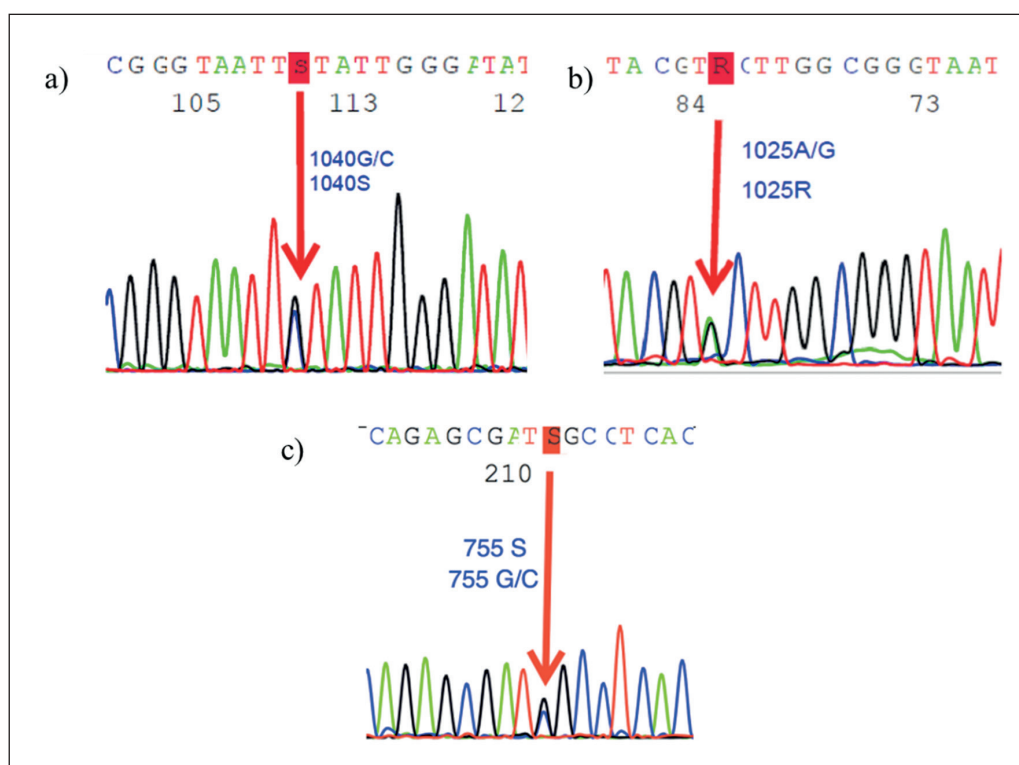 a)
CGGGTAATTsTATTGGGATAT
105 113 12
1040G/C
1040S
b)
TACGTRCTTGGCGGGTAAT
84 73
1025A/G
1025R
c)
CAGAGCGATSGCCTCAC
210
755 S
755 G/C